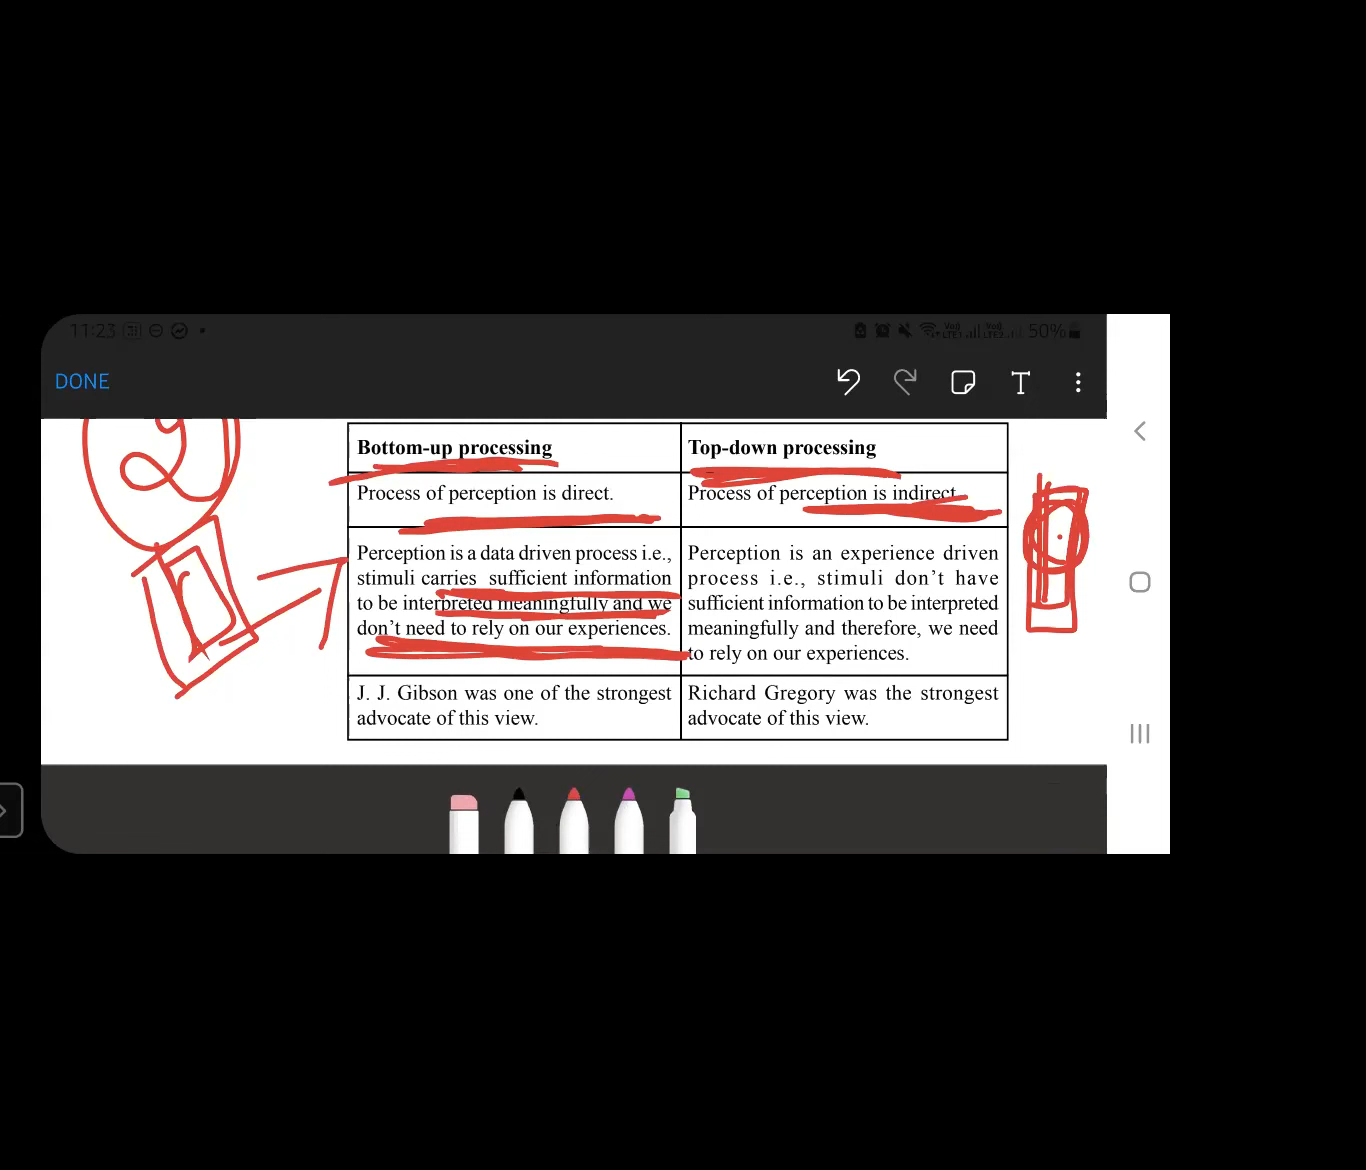 11:23
50%
DONE
T
Bottom-up processing
Top-down processing
Process of perception is direct.
Process of perception is indirect
Perception is a data driven process i.e.,
stimuli carries sufficient information
to be interpreted meaningfully and we
don't need to rely on our experiences.
Perception is an experience driven
process i.e., stimuli don't have
sufficient information to be interpreted
meaningfully and therefore, we need
to rely on our experiences.
J. J. Gibson was one of the strongest
advocate of this view.
Richard Gregory was the strongest
advocate of this view.